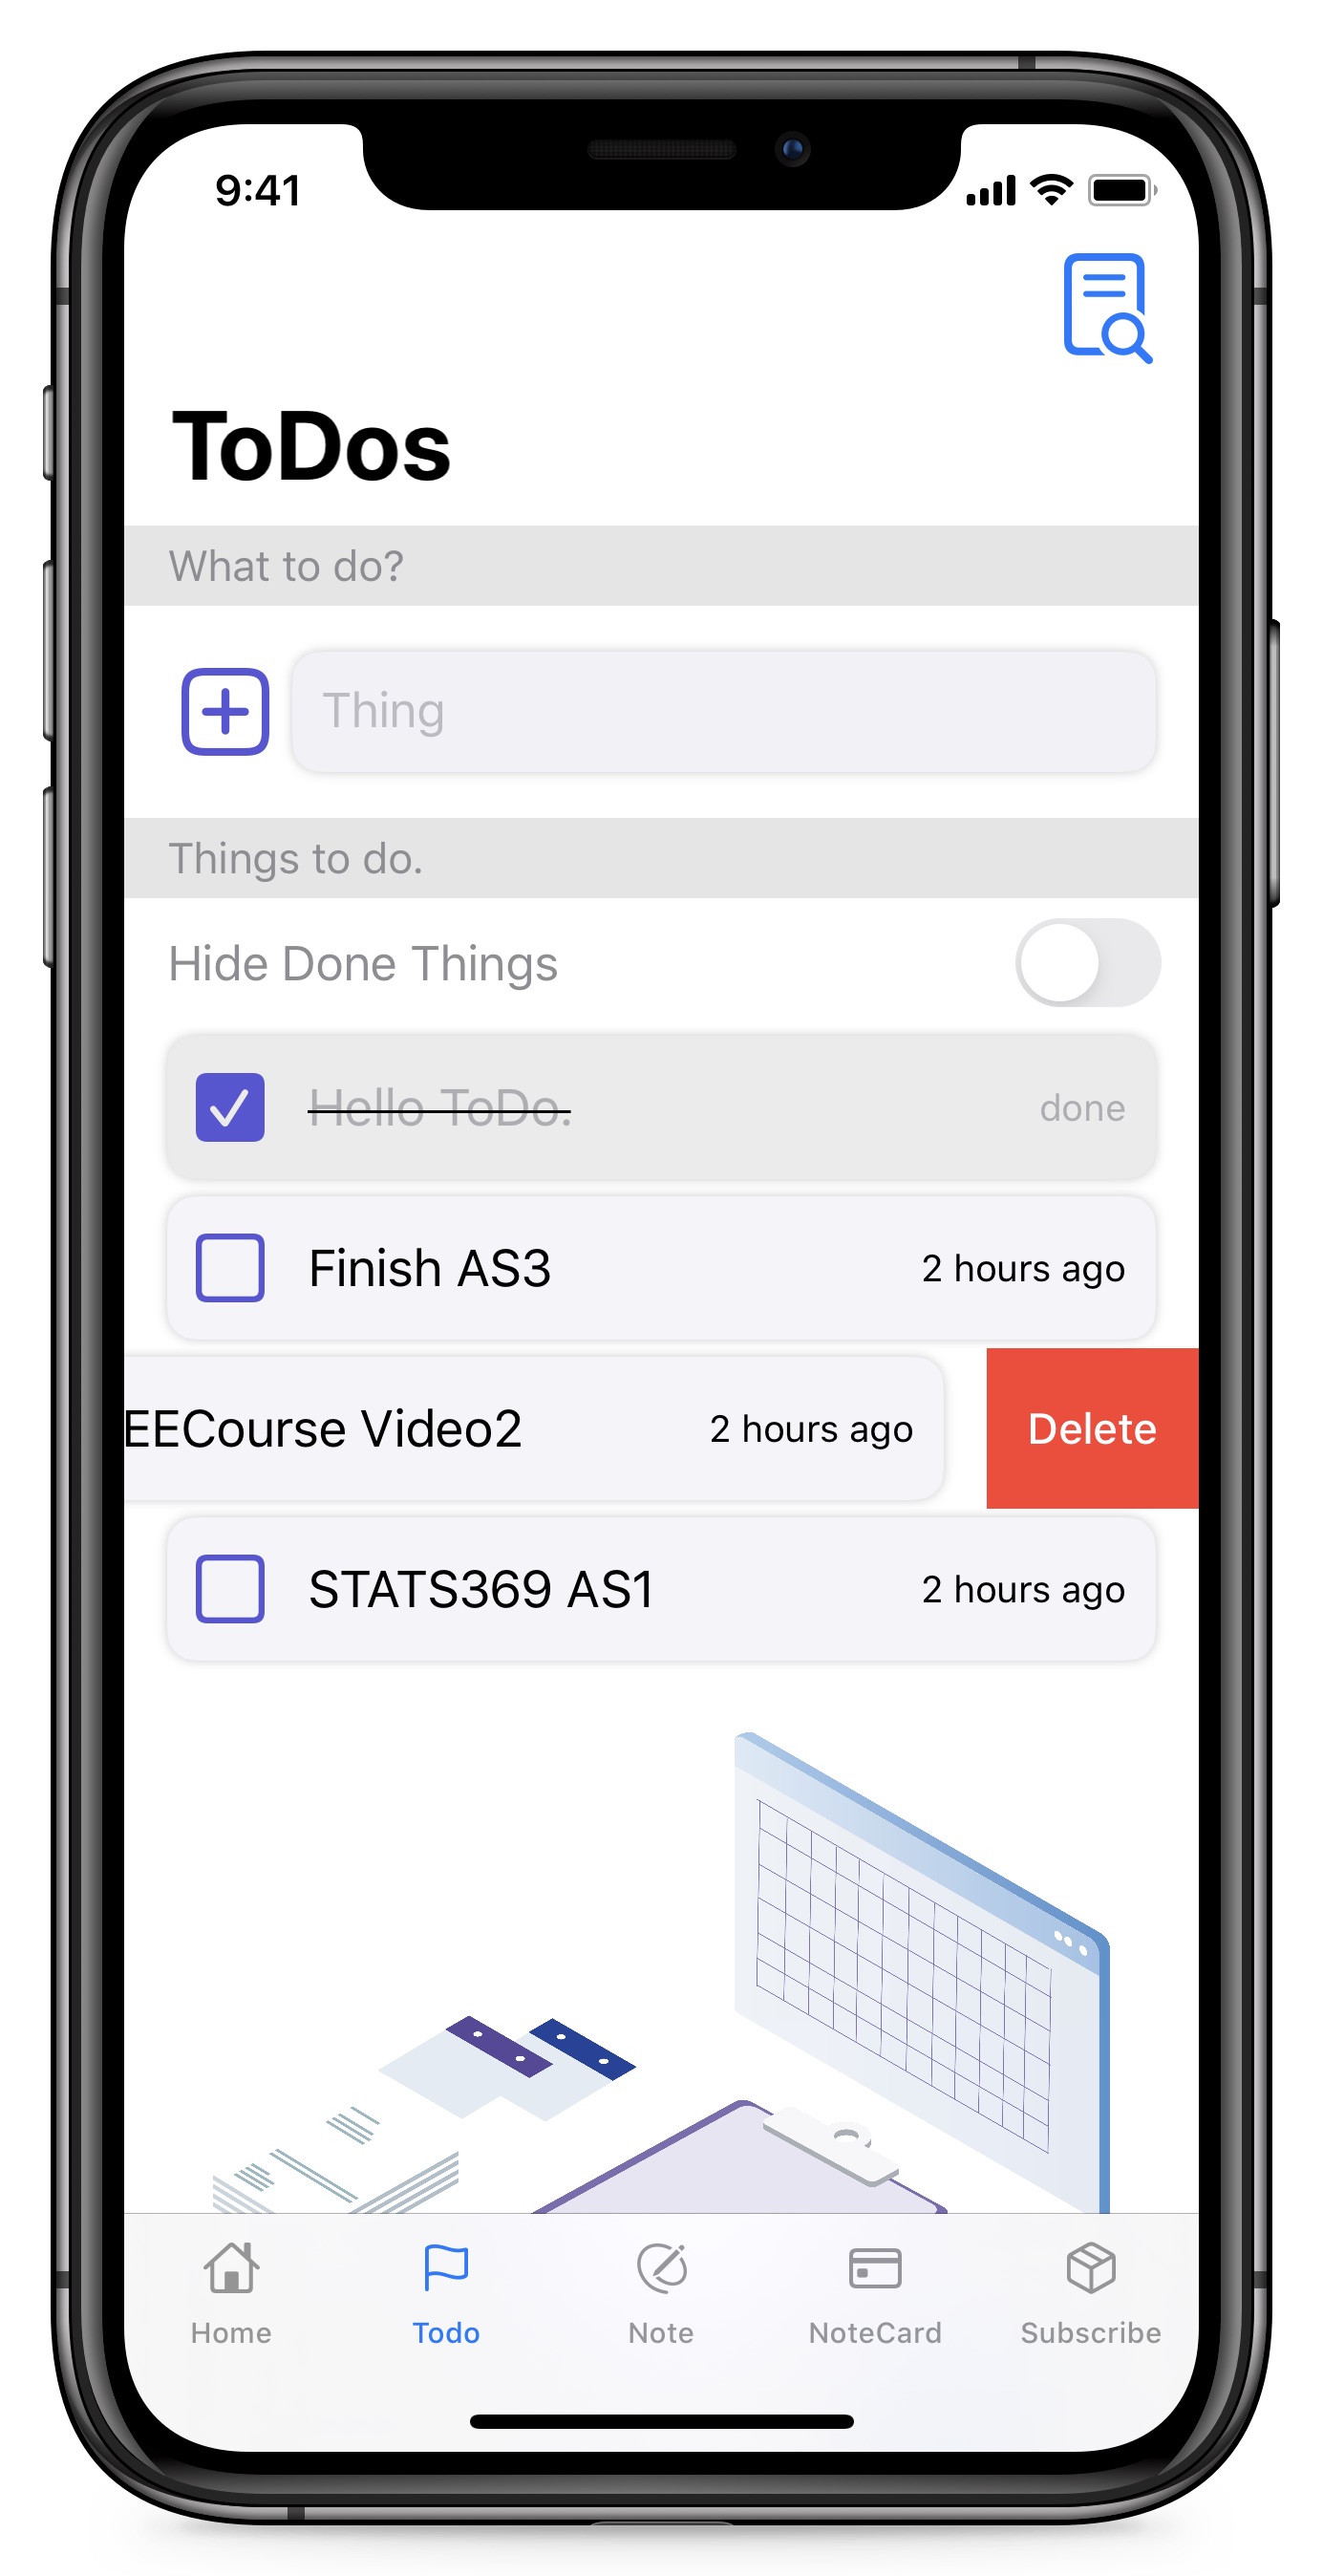 9:41
ToDos
What to do?
Thing
Things to do.
Hide Done Things
Hello ToDo. done
Finish AS3 2 hours ago
EECourse Video2 2 hours ago Delete
STATS369 AS1 2 hours ago
Home Todo Note NoteCard Subscribe